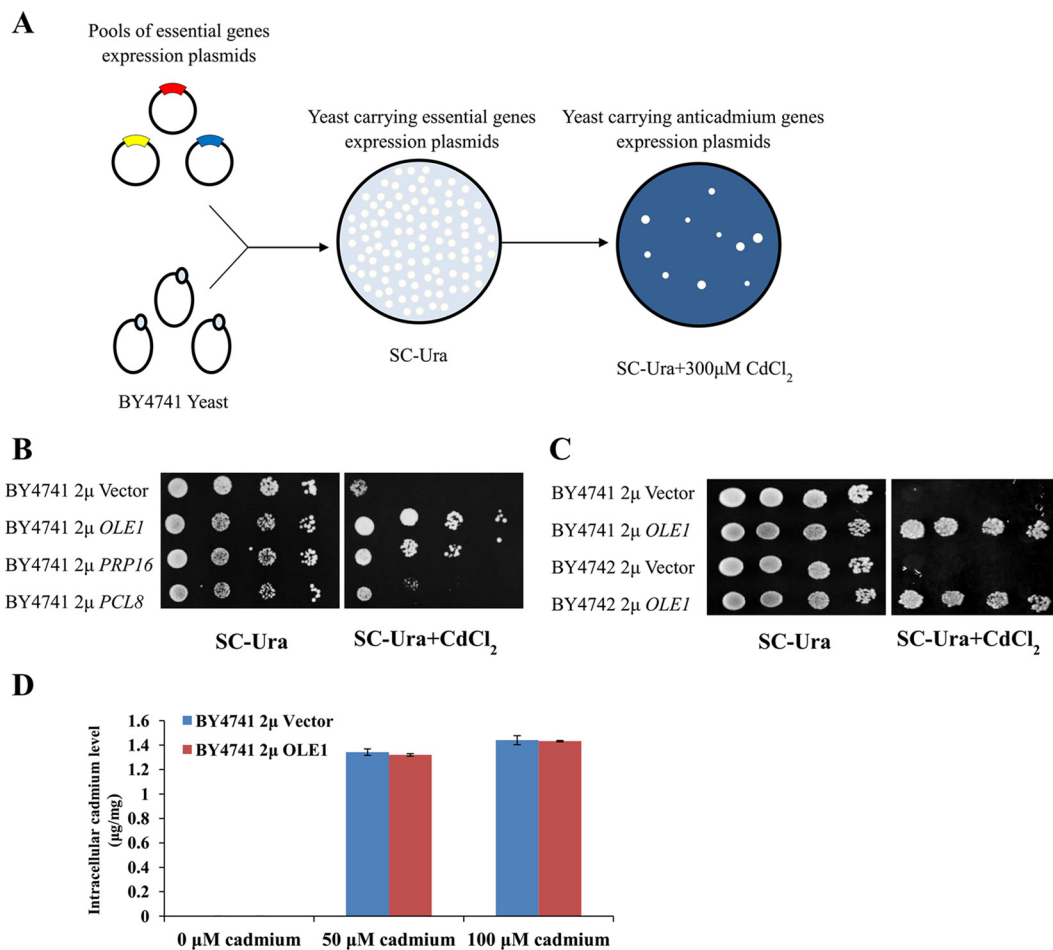 A
Pools of essential genes
expression plasmids
Yeast carrying essential genes
expression plasmids
Yeast carrying anticadmium genes
expression plasmids
SC-Ura
SC-Ura+300μM CdCl2
BY4741 Yeast
B
BY4741 2μ Vector
BY4741 2μ OLE1
BY4741 2μ PRP16
BY4741 2μ PCL8
SC-Ura
SC-Ura+CdCl2
C
BY4741 2μ Vector
BY4741 2μ OLE1
BY4742 2μ Vector
BY4742 2μ OLE1
SC-Ura
SC-Ura+CdCl2
D
Intracellular cadmium level
(μg/mg)
1.6
1.4
1.2
1
0.8
0.6
0.4
0.2
0
BY4741 2μ Vector
BY4741 2μ OLE1
0 μM cadmium
50 μM cadmium
100 μM cadmium